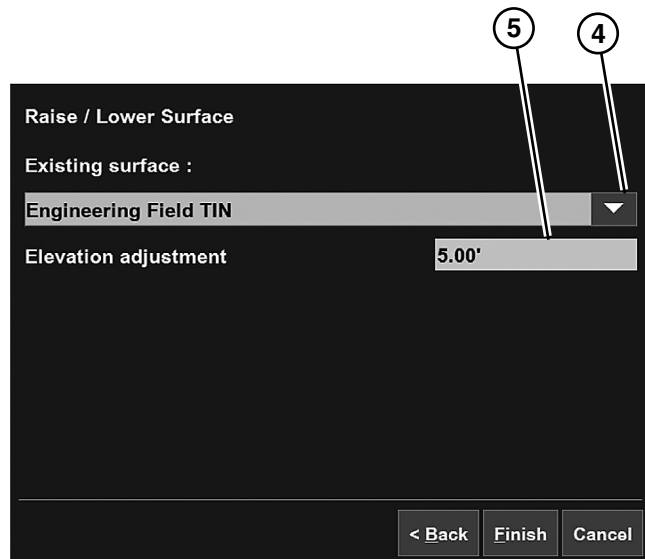 5 4
Raise / Lower Surface
Existing surface :
Engineering Field TIN
Elevation adjustment 5.00'
< Back Finish Cancel